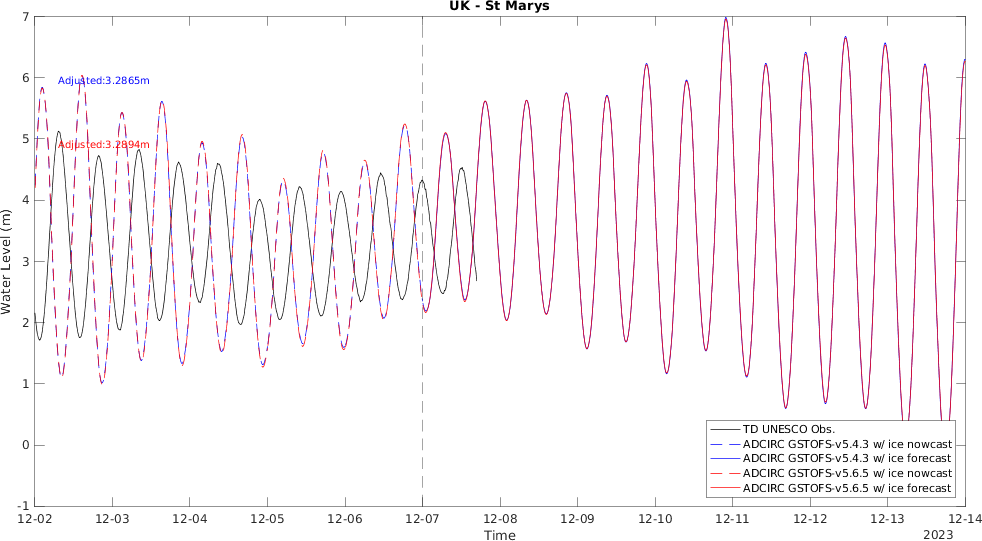 UK - St Marys
7
6
5
4
3
2
1
0
-1
Water Level (m)
Adjusted:3.2865m
Adjusted:3.2894m
TD UNESCO Obs.
ADCIRC GSTOFS-v5.4.3 w/ ice nowcast
ADCIRC GSTOFS-v5.4.3 w/ ice forecast
ADCIRC GSTOFS-v5.6.5 w/ ice nowcast
ADCIRC GSTOFS-v5.6.5 w/ ice forecast
12-02 12-03 12-04 12-05 12-06 12-07 12-08 12-09 12-10 12-11 12-12 12-13 12-14
Time
2023